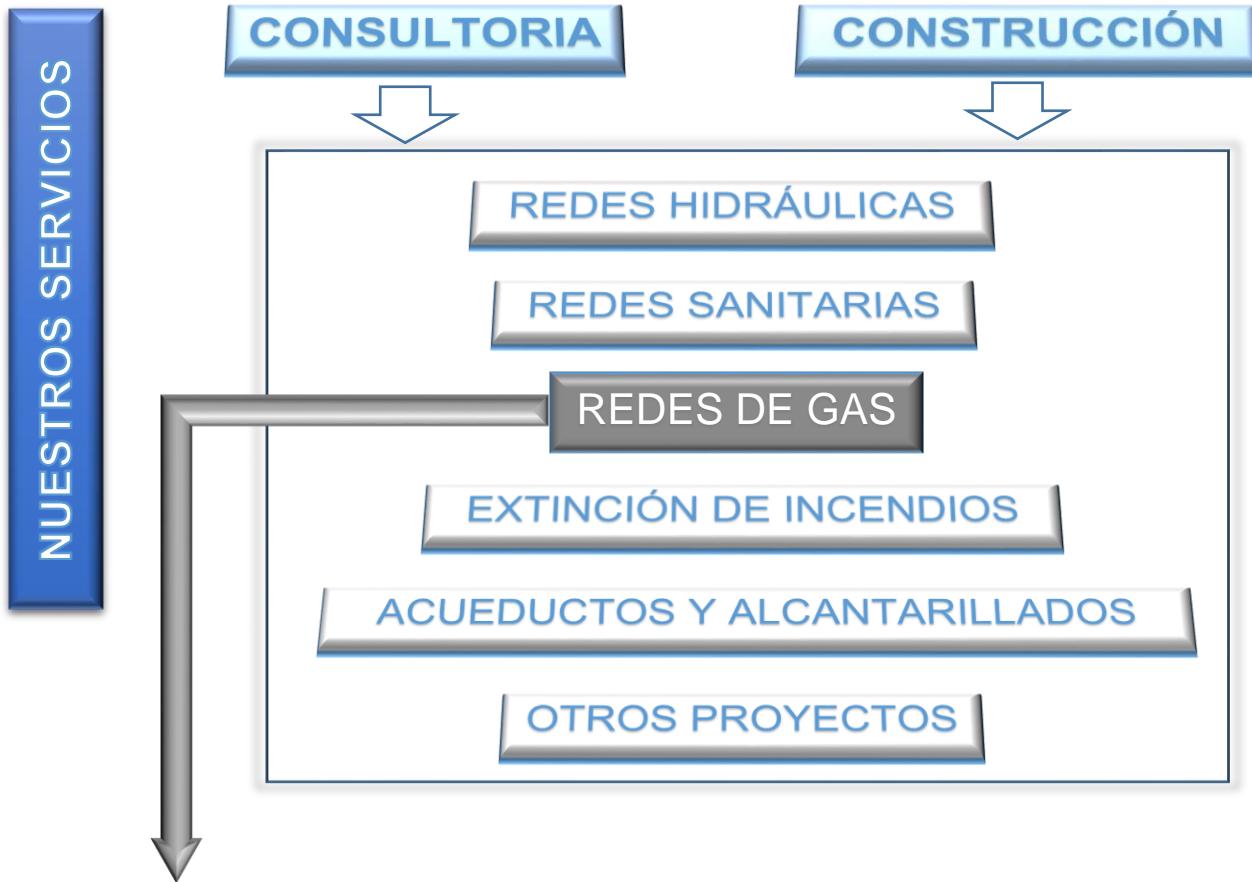 NUESTROS SERVICIOS
CONSULTORIA
CONSTRUCCIÓN
REDES HIDRÁULICAS
REDES SANITARIAS
REDES DE GAS
EXTINCIÓN DE INCENDIOS
ACUEDUCTOS Y ALCANTARILLADOS
OTROS PROYECTOS